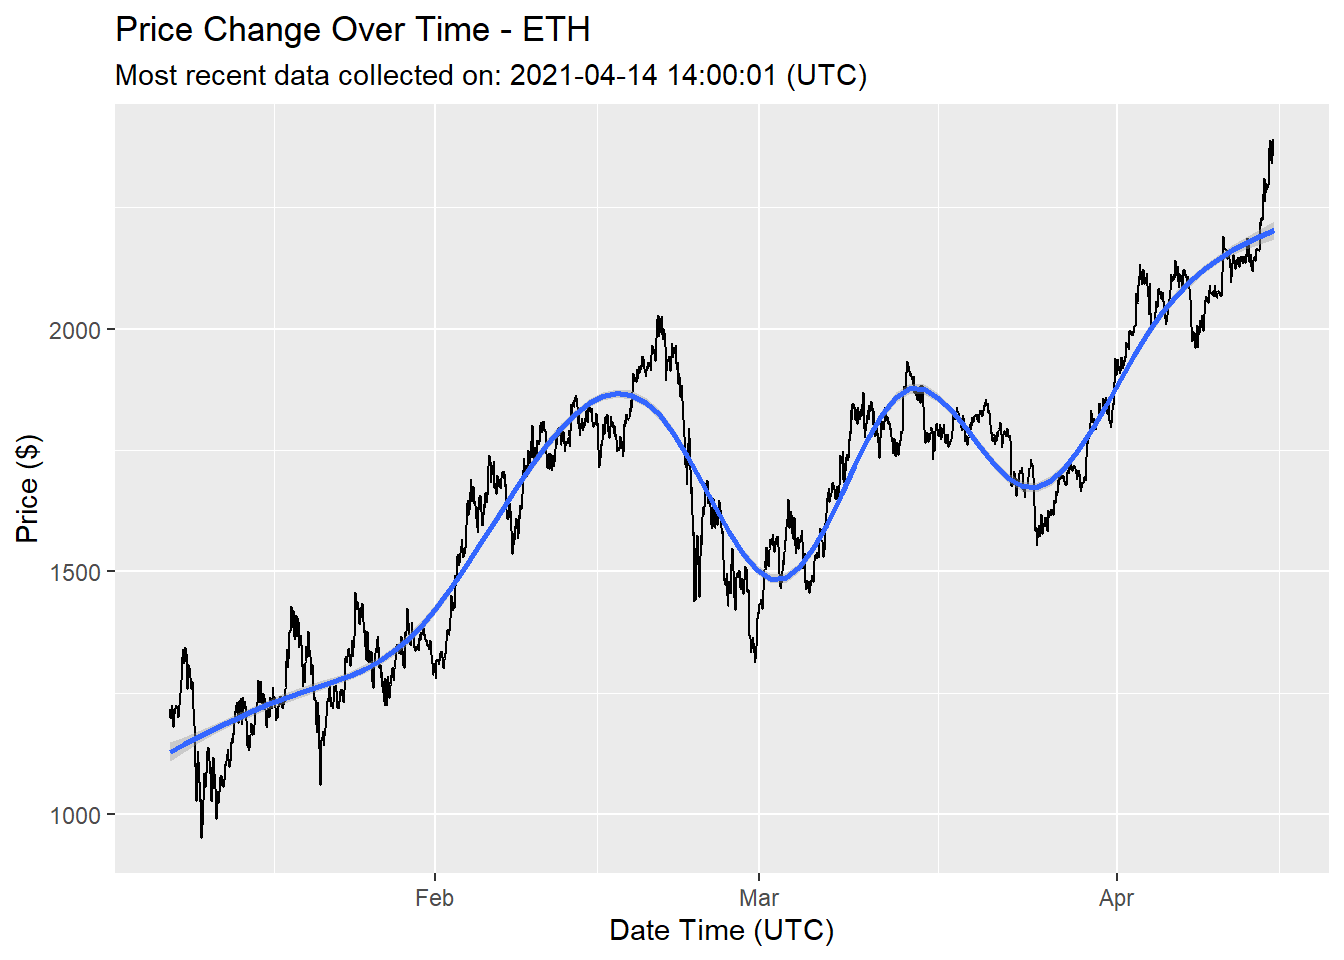 Price Change Over Time - ETH
Most recent data collected on: 2021-04-14 14:00:01 (UTC)
Price ($)
2000
1500
1000
Feb Mar Apr
Date Time (UTC)